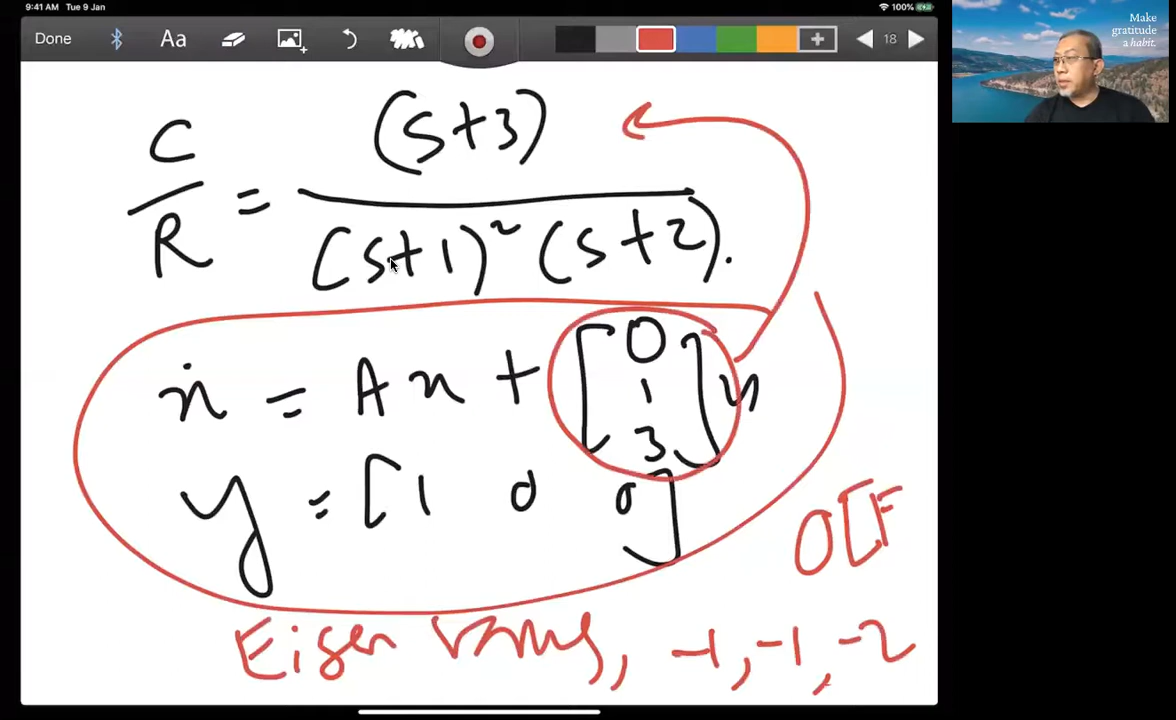 9:41 AM Tue 9 Jan
100%
Done
Aa
18
Make
gratitude
a habit.
C/R = (s+3)/((s+1)²(s+2)).
ẋ = Ax + [0 1 3] u
y = [1 0 0]
OCF
Eigen values, -1, -1, -2